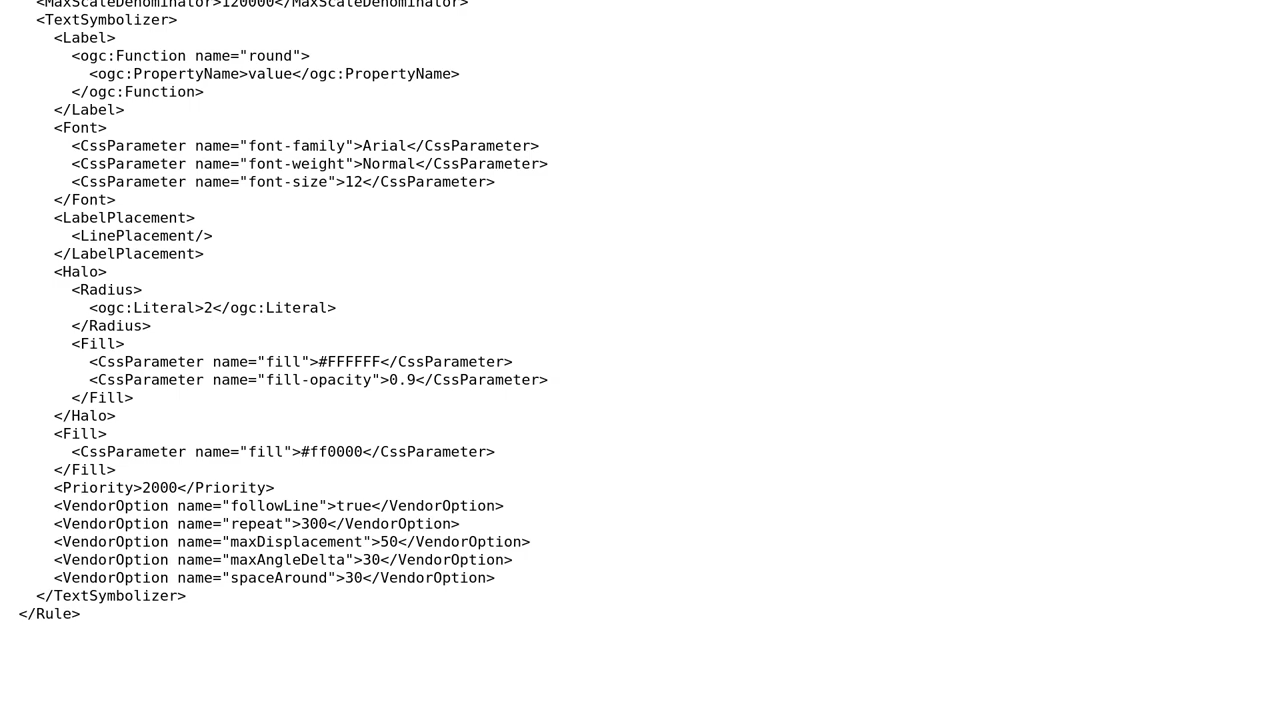 <MaxScaleDenominator>120000</MaxScaleDenominator>
<TextSymbolizer>
<Label>
<ogc:Function name="round">
<ogc:PropertyName>value</ogc:PropertyName>
</ogc:Function>
</Label>
<Font>
<CssParameter name="font-family">Arial</CssParameter>
<CssParameter name="font-weight">Normal</CssParameter>
<CssParameter name="font-size">12</CssParameter>
</Font>
<LabelPlacement>
<LinePlacement/>
</LabelPlacement>
<Halo>
<Radius>
<ogc:Literal>2</ogc:Literal>
</Radius>
<Fill>
<CssParameter name="fill">#FFFFFF</CssParameter>
<CssParameter name="fill-opacity">0.9</CssParameter>
</Fill>
</Halo>
<Fill>
<CssParameter name="fill">#ff0000</CssParameter>
</Fill>
<Priority>2000</Priority>
<VendorOption name="followLine">true</VendorOption>
<VendorOption name="repeat">300</VendorOption>
<VendorOption name="maxDisplacement">50</VendorOption>
<VendorOption name="maxAngleDelta">30</VendorOption>
<VendorOption name="spaceAround">30</VendorOption>
</TextSymbolizer>
</Rule>